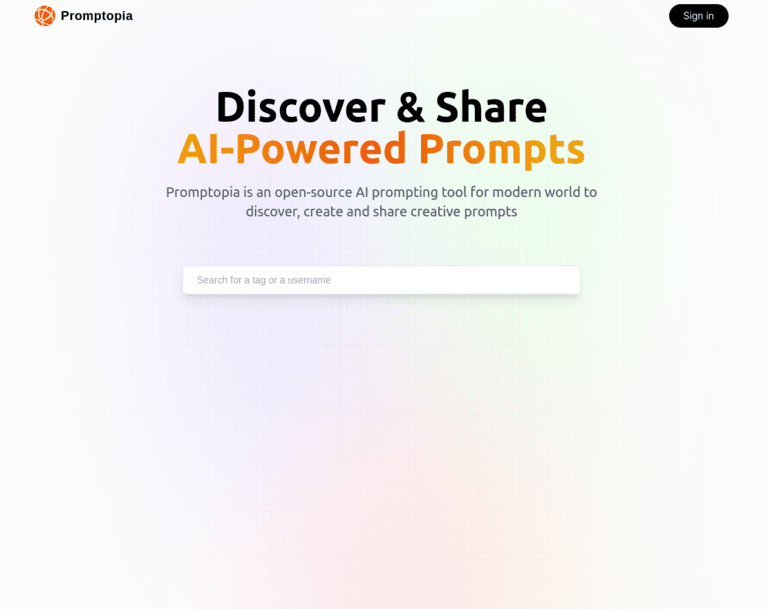 Promptopia
Sign in
Discover & Share
AI-Powered Prompts
Promptopia is an open-source AI prompting tool for modern world to
discover, create and share creative prompts
Search for a tag or a username